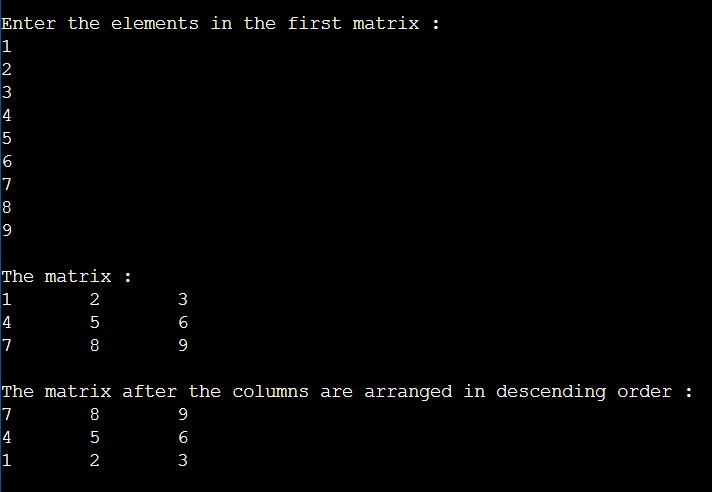 Enter the elements in the first matrix :
1
2
3
4
5
6
7
8
9
The matrix :
1 2 3
4 5 6
7 8 9
The matrix after the columns are arranged in descending order :
7 8 9
4 5 6
1 2 3